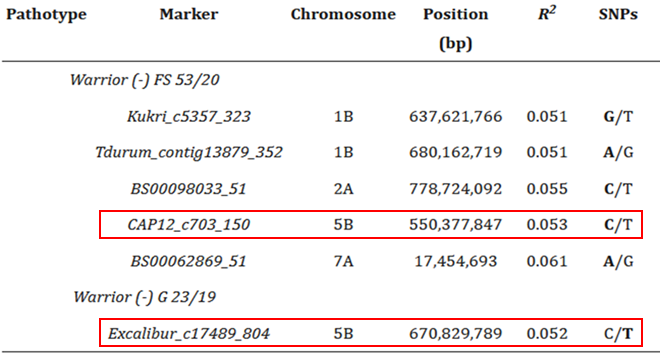 Pathotype Marker Chromosome Position R² SNPs
(bp)
Warrior (-) FS 53/20
Kukri_c5357_323 1B 637,621,766 0.051 G/T
Tdurum_contig13879_352 1B 680,162,719 0.051 A/G
BS00098033_51 2A 778,724,092 0.055 C/T
CAP12_c703_150 5B 550,377,847 0.053 C/T
BS00062869_51 7A 17,454,693 0.061 A/G
Warrior (-) G 23/19
Excalibur_c17489_804 5B 670,829,789 0.052 C/T